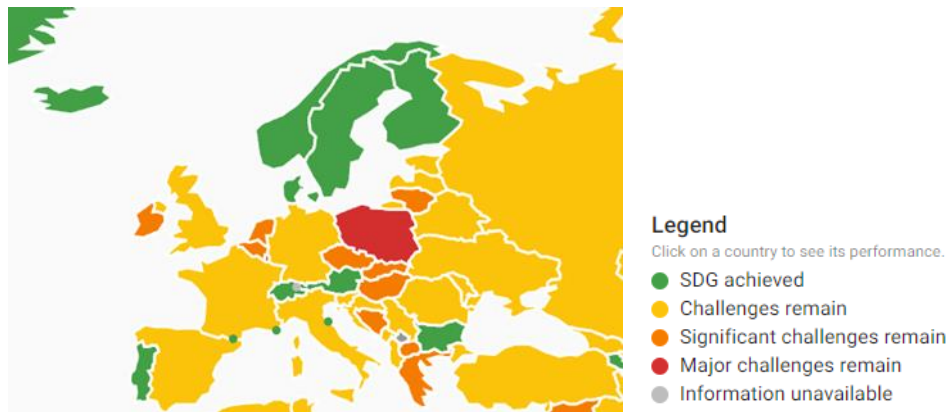 Legend
Click on a country to see its performance.
SDG achieved
Challenges remain
Significant challenges remain
Major challenges remain
Information unavailable